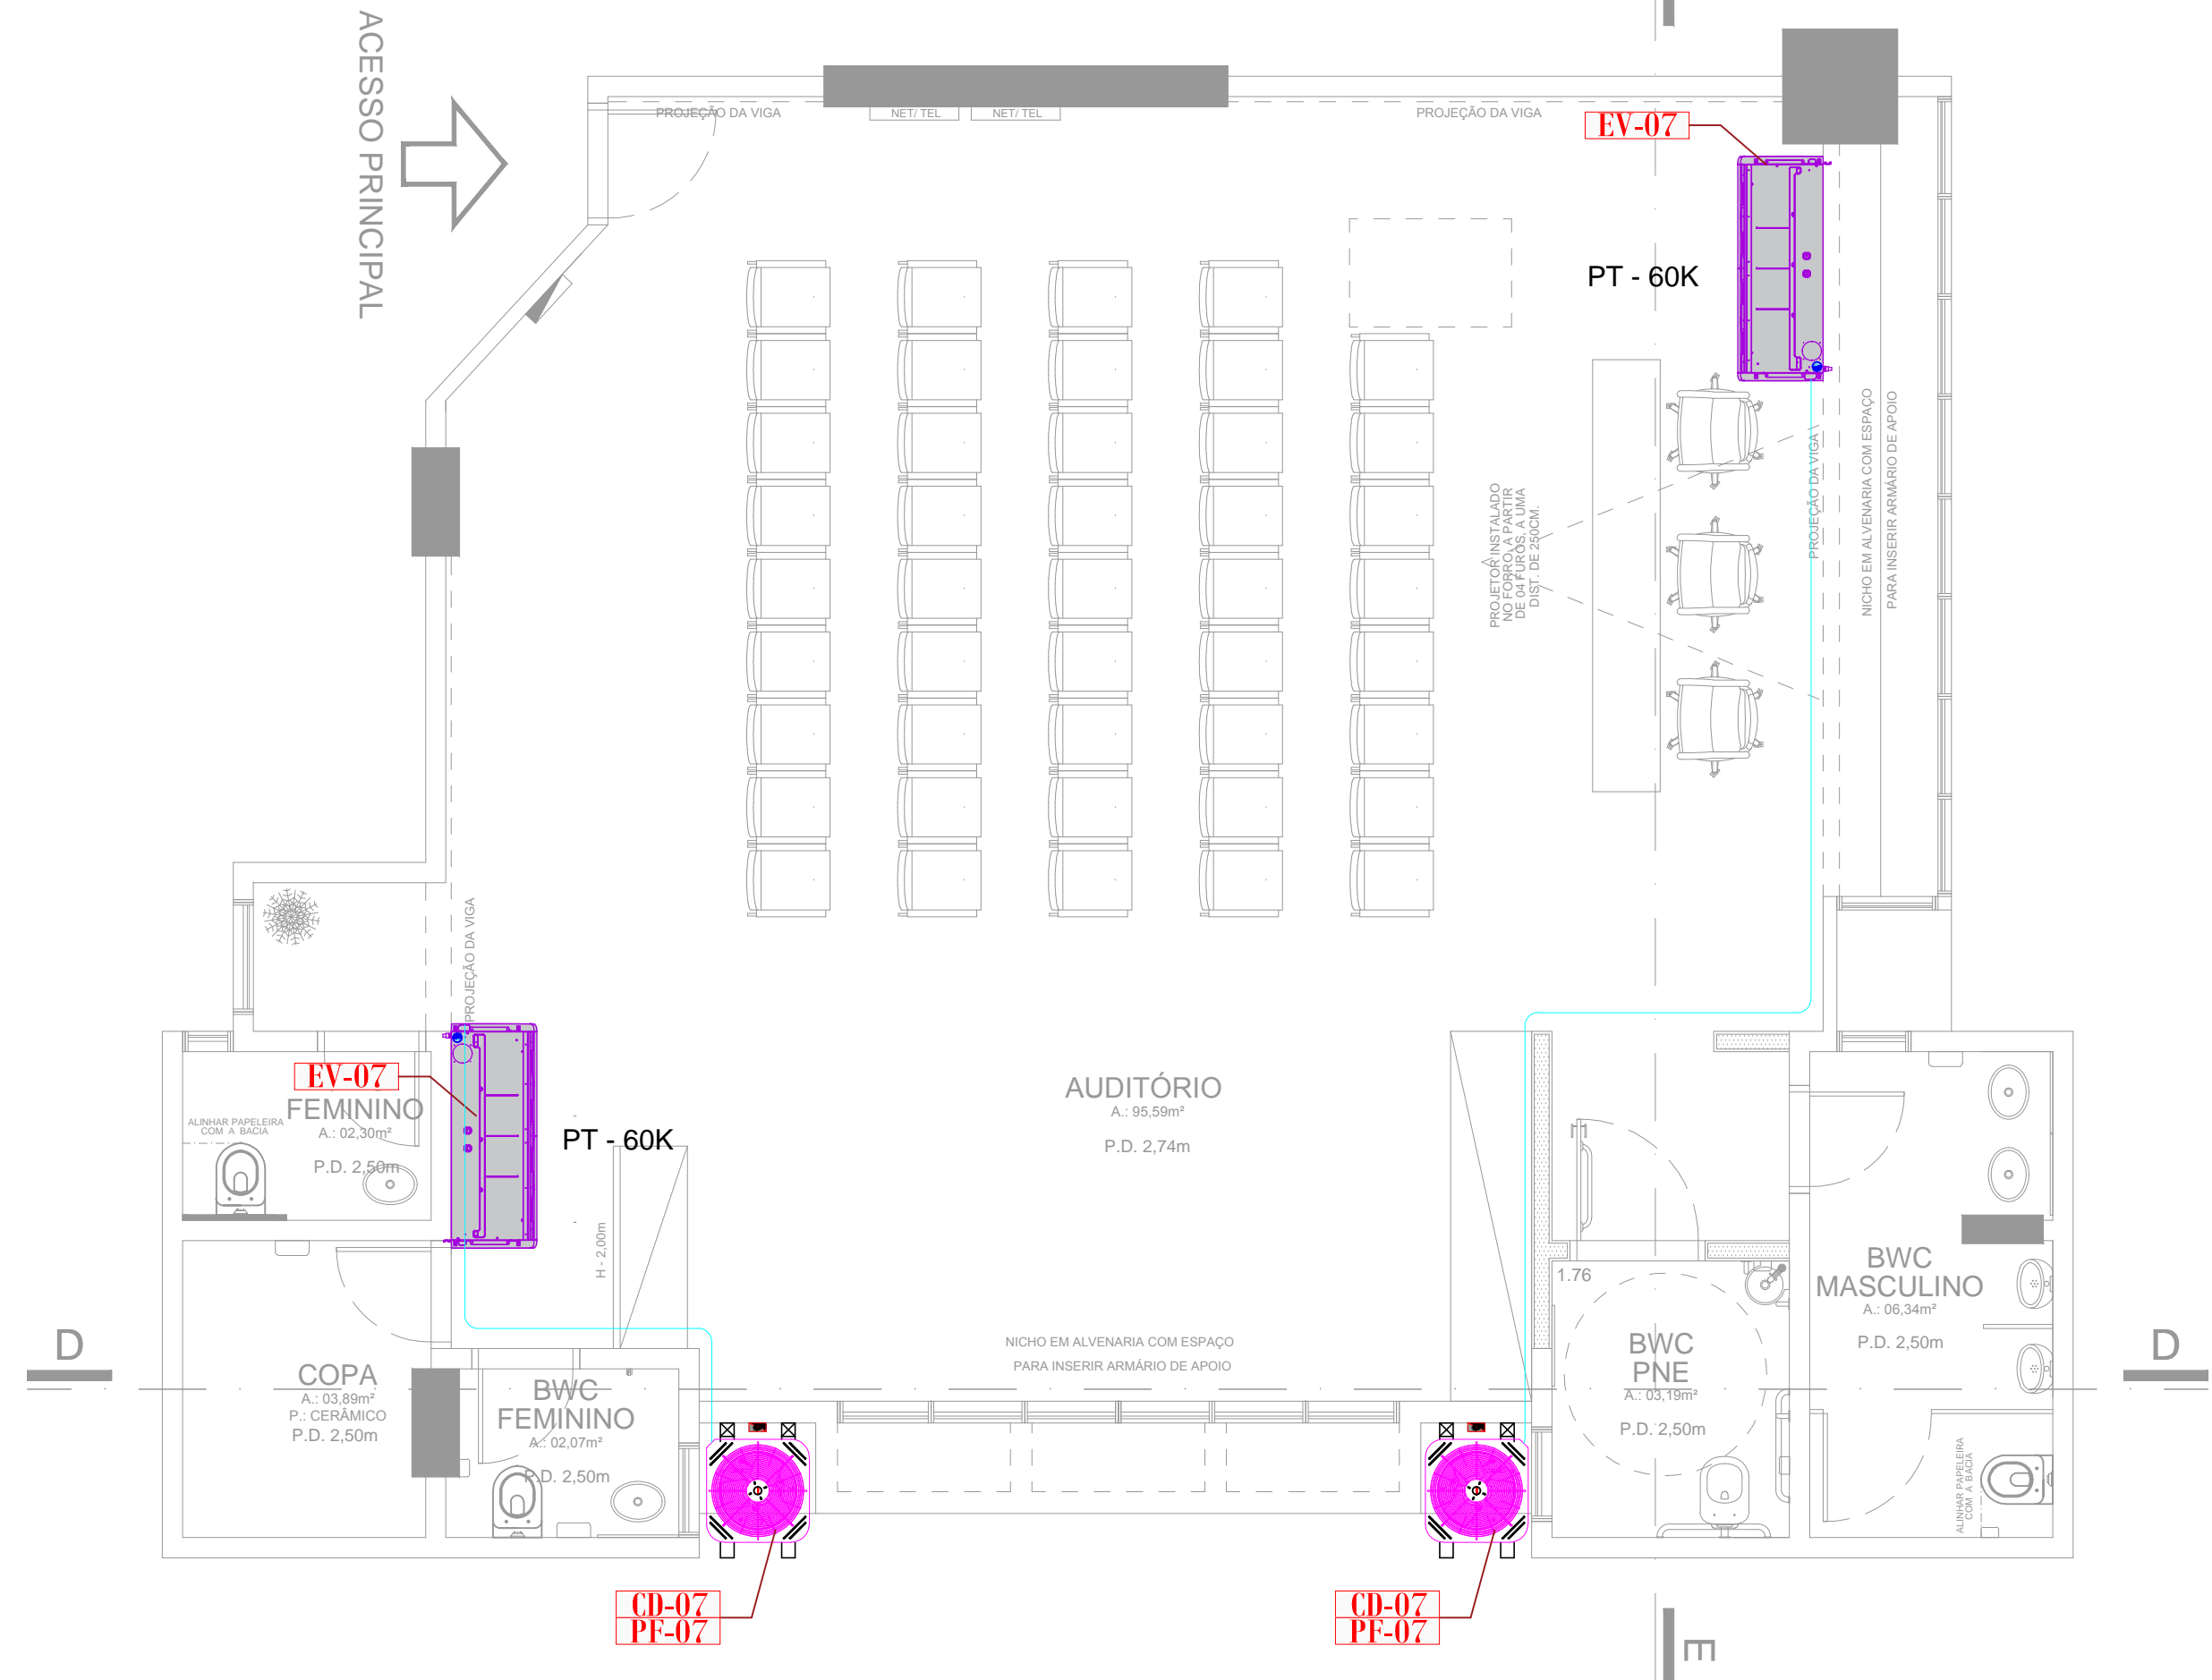 ACESSO PRINCIPAL
PROJEÇÃO DA VIGA
NET/ TEL
NET/ TEL
PROJEÇÃO DA VIGA
EV-07
PT - 60K
PROJETOR INSTALADO
NO FORRO, A PARTIR
DE 04 FUROS, A UMA
DIST. DE 250CM.
PROJEÇÃO DA VIGA
NICHO EM ALVENARIA COM ESPAÇO
PARA INSERIR ARMÁRIO DE APOIO
PROJEÇÃO DA VIGA
EV-07
FEMININO
A.: 02,30m²
P.D. 2,50m
ALINHAR PAPELEIRA
COM A BACIA
PT - 60K
H - 2,00m
AUDITÓRIO
A.: 95,59m²
P.D. 2,74m
NICHO EM ALVENARIA COM ESPAÇO
PARA INSERIR ARMÁRIO DE APOIO
1.76
BWC
MASCULINO
A.: 06,34m²
P.D. 2,50m
BWC
PNE
A.: 03,19m²
P.D. 2,50m
ALINHAR PAPELEIRA
COM A BACIA
D
D
COPA
A.: 03,89m²
P.: CERÂMICO
P.D. 2,50m
BWC
FEMININO
A.: 02,07m²
P.D. 2,50m
CD-07
PF-07
CD-07
PF-07
E